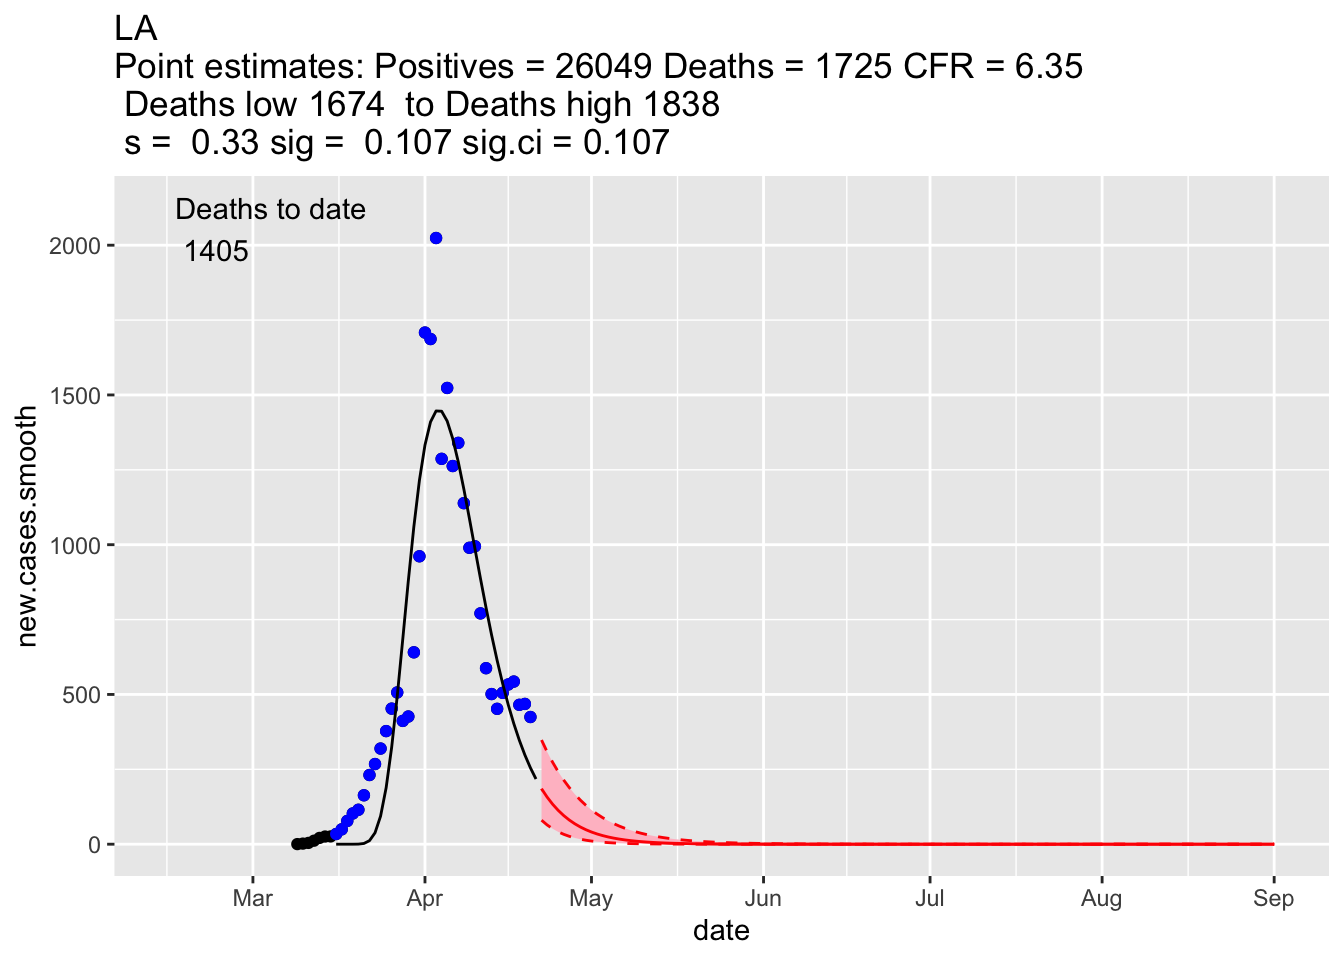 LA
Point estimates: Positives = 26049 Deaths = 1725 CFR = 6.35
Deaths low 1674  to Deaths high 1838
s =  0.33 sig =  0.107 sig.ci = 0.107
Deaths to date
1405
2000
1500
1000
500
0
new.cases.smooth
Mar Apr May Jun Jul Aug Sep
date